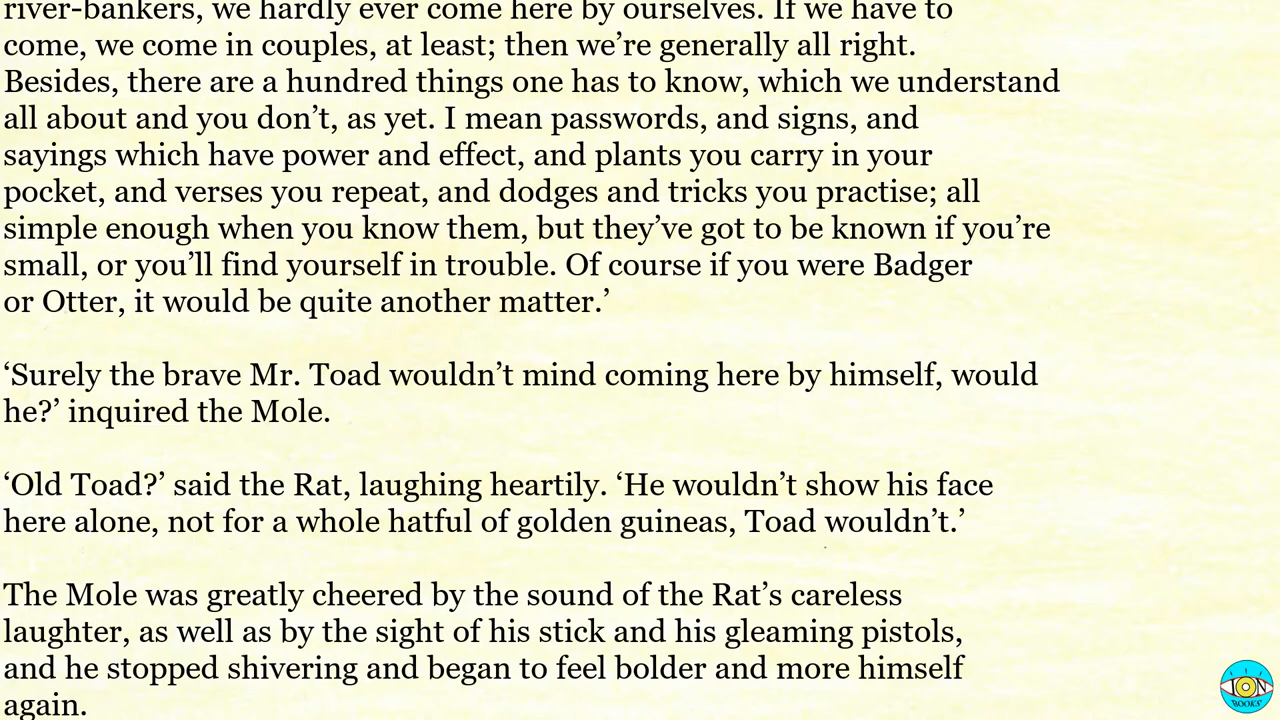 river-bankers, we hardly ever come here by ourselves. If we have to
come, we come in couples, at least; then we’re generally all right.
Besides, there are a hundred things one has to know, which we understand
all about and you don’t, as yet. I mean passwords, and signs, and
sayings which have power and effect, and plants you carry in your
pocket, and verses you repeat, and dodges and tricks you practise; all
simple enough when you know them, but they’ve got to be known if you’re
small, or you’ll find yourself in trouble. Of course if you were Badger
or Otter, it would be quite another matter.’
‘Surely the brave Mr. Toad wouldn’t mind coming here by himself, would
he?’ inquired the Mole.
‘Old Toad?’ said the Rat, laughing heartily. ‘He wouldn’t show his face
here alone, not for a whole hatful of golden guineas, Toad wouldn’t.’
The Mole was greatly cheered by the sound of the Rat’s careless
laughter, as well as by the sight of his stick and his gleaming pistols,
and he stopped shivering and began to feel bolder and more himself
again.
ION
BOOKS